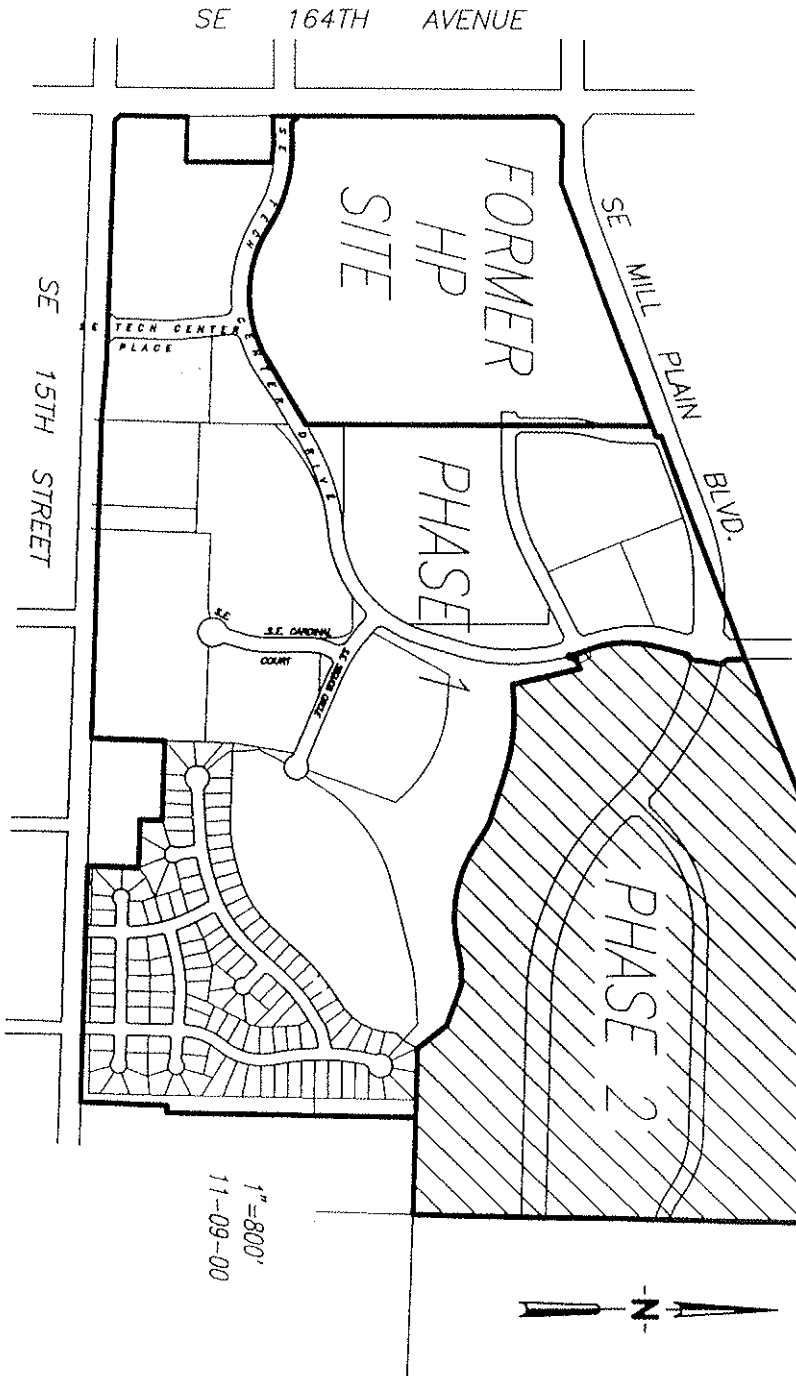 SE 164TH AVENUE
SE MILL PLAIN BLVD.
FORMER
HP
SITE
SE TECH CENTER DRIVE
SE TECH CENTER
PLACE
SE 15TH STREET
PHASE 1
S.E.
S.E. CARDINAL
COURT
PHASE 2
1"=800'
11-09-00
N